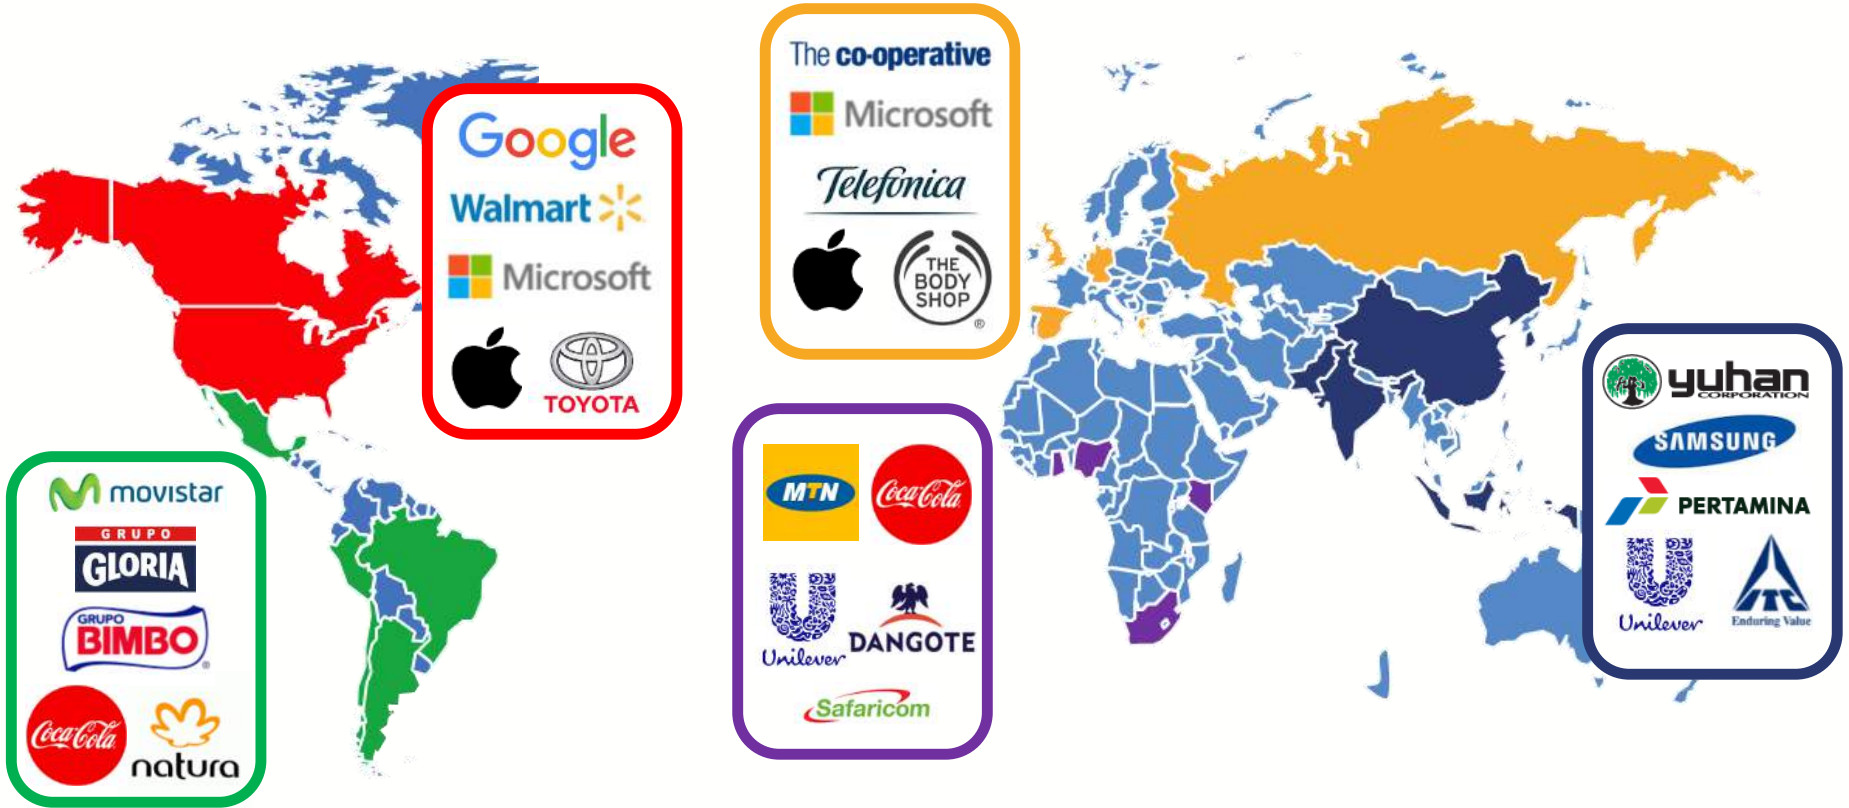 Google
Walmart
Microsoft
TOYOTA
The co-operative
Microsoft
Telefonica
THE
BODY
SHOP
®
movistar
GRUPO
GLORIA
GRUPO
BIMBO
®
Coca-Cola
natura
MTN
Coca-Cola
Unilever
DANGOTE
Safaricom
yuhan
CORPORATION
SAMSUNG
PERTAMINA
Unilever
ITC
Enduring Value